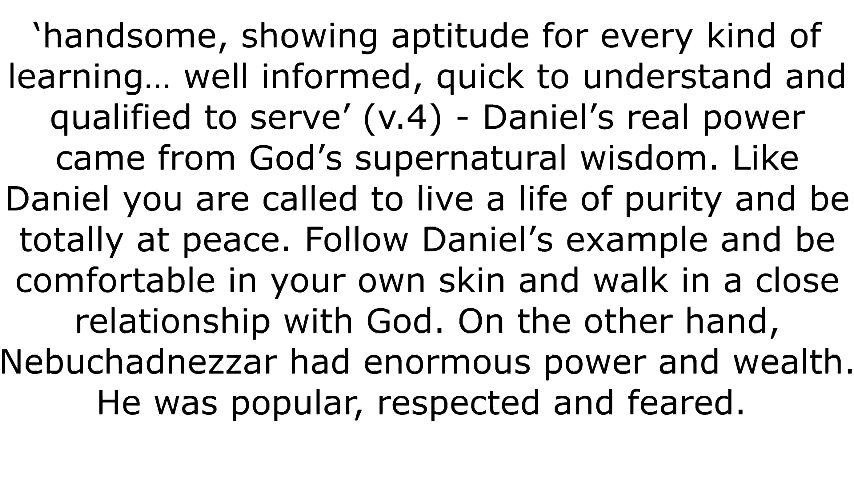 ‘handsome, showing aptitude for every kind of
learning… well informed, quick to understand and
qualified to serve’ (v.4) - Daniel’s real power
came from God’s supernatural wisdom. Like
Daniel you are called to live a life of purity and be
totally at peace. Follow Daniel’s example and be
comfortable in your own skin and walk in a close
relationship with God. On the other hand,
Nebuchadnezzar had enormous power and wealth.
He was popular, respected and feared.